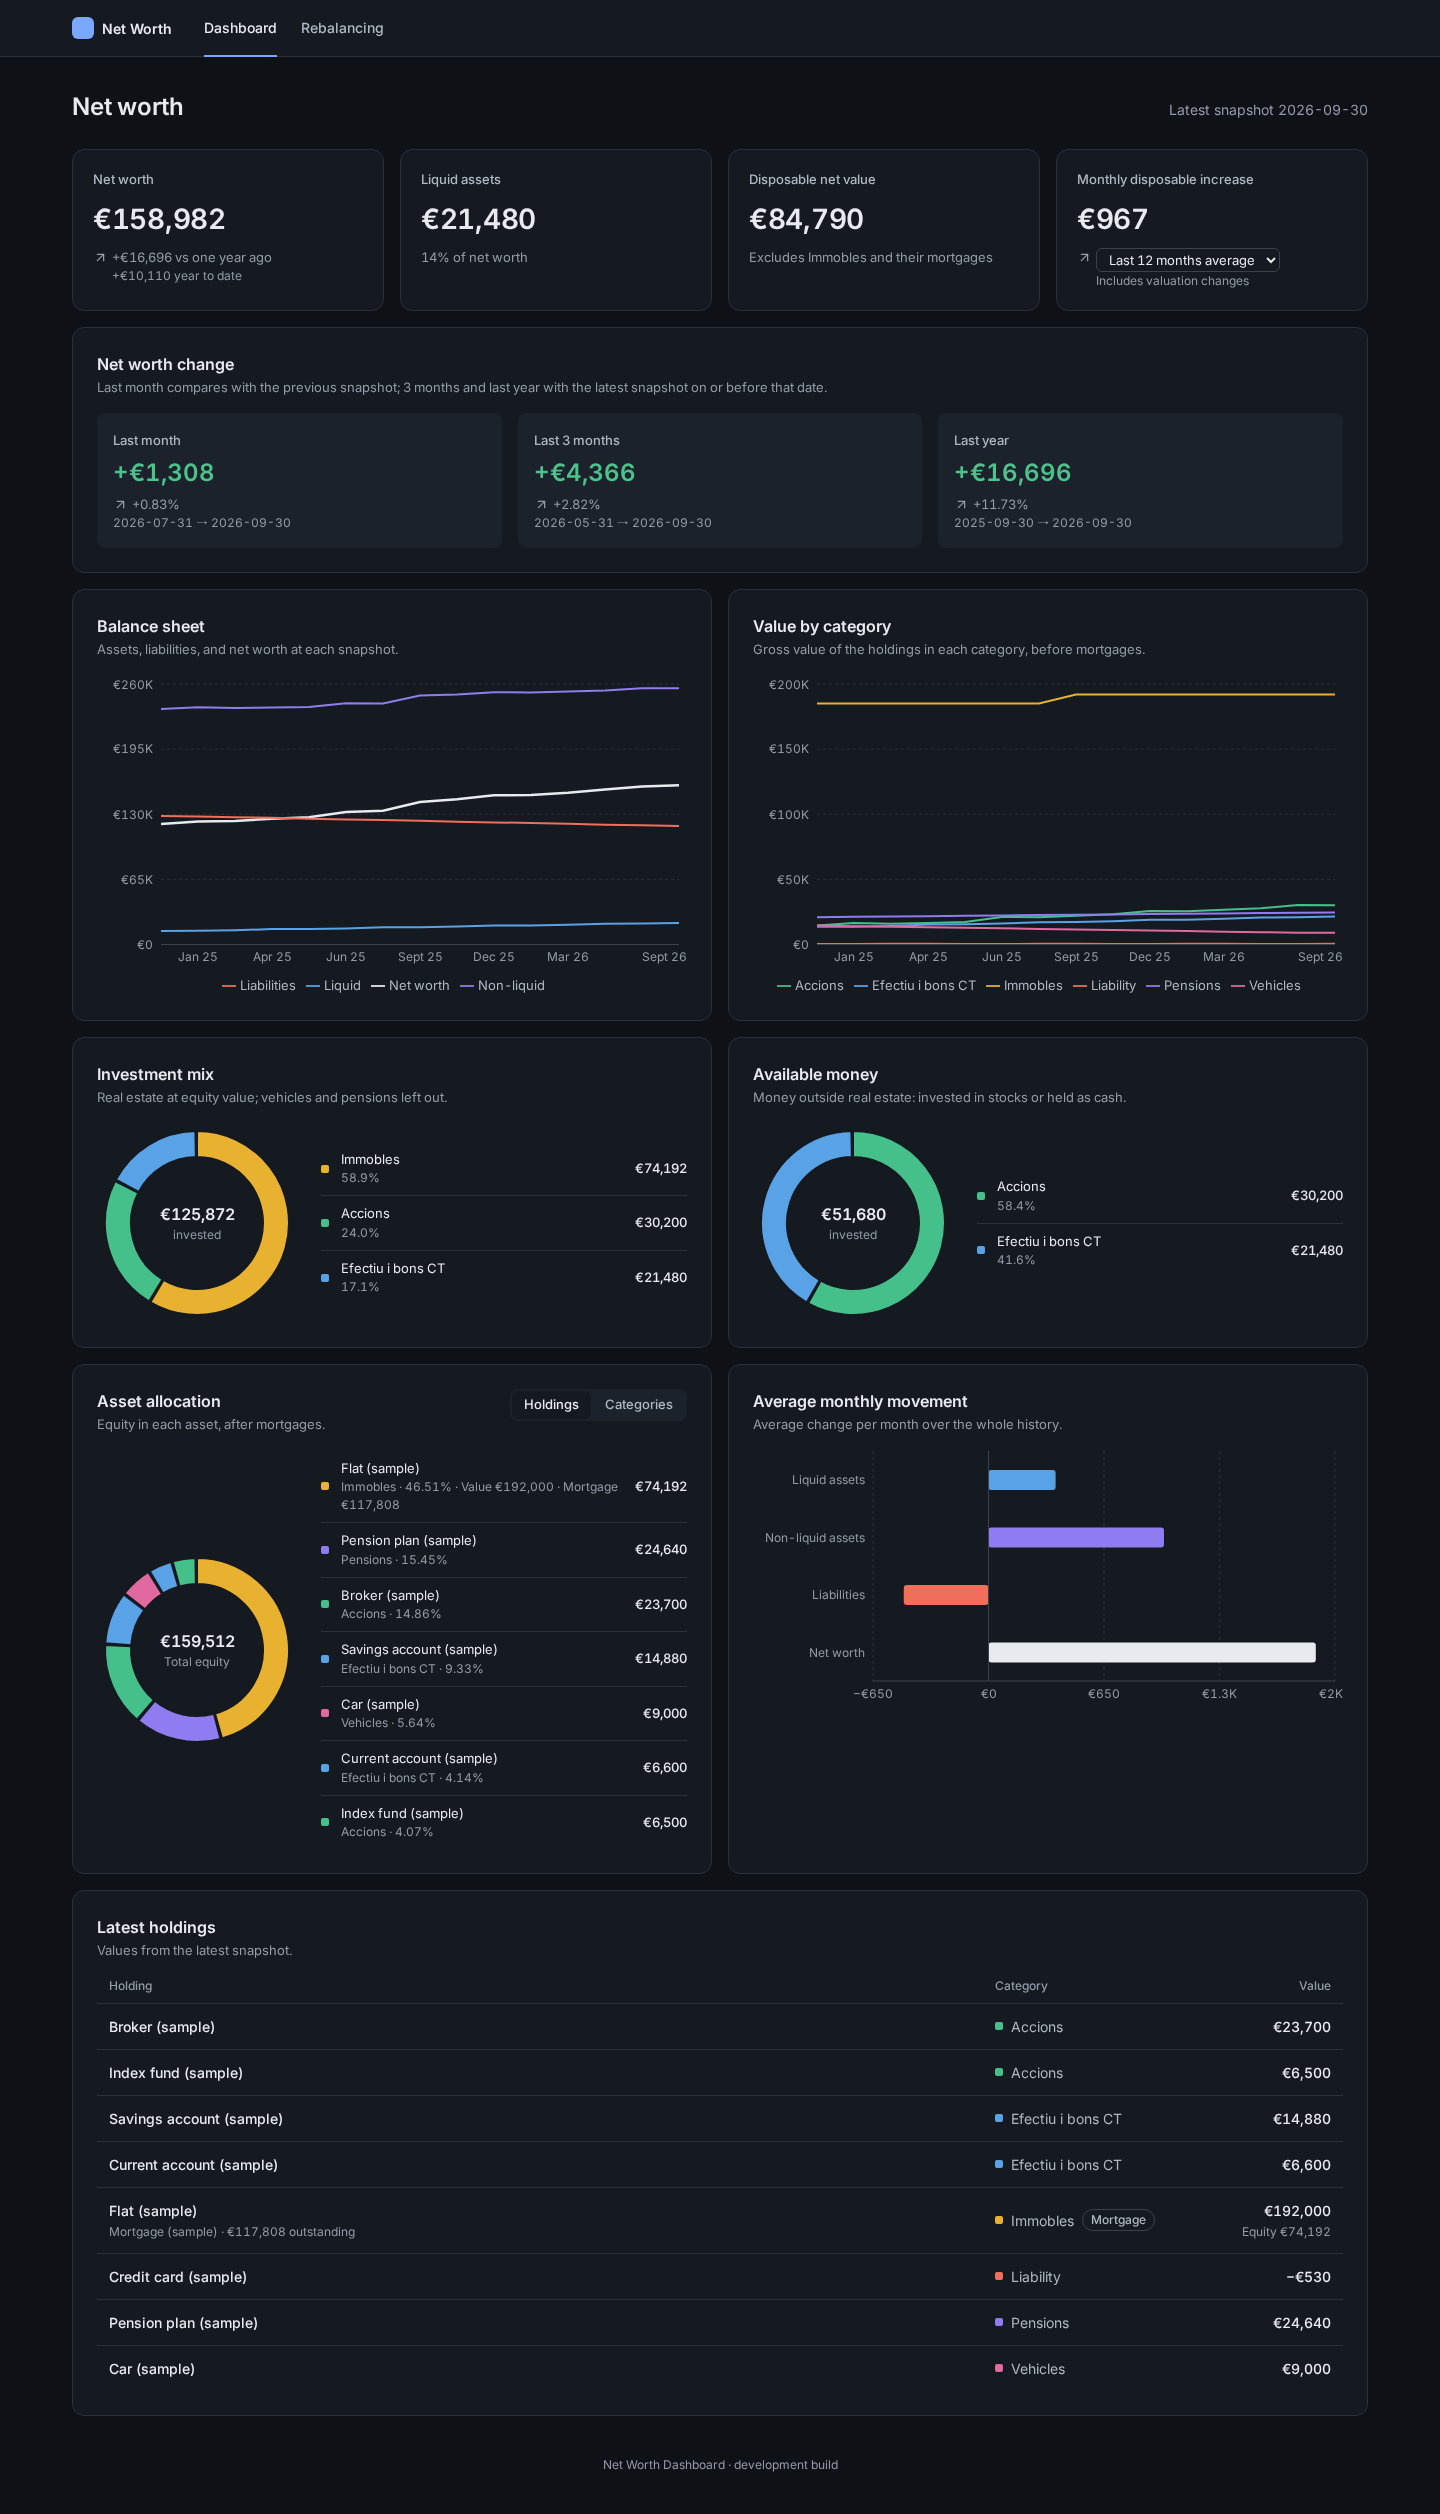 Net Worth
Dashboard
Rebalancing
Net worth
Latest snapshot 2026-09-30
Net worth
€158,982
+€16,696 vs one year ago
+€10,110 year to date
Liquid assets
€21,480
14% of net worth
Disposable net value
€84,790
Excludes Immobles and their mortgages
Monthly disposable increase
€967
Last 12 months average
Includes valuation changes
Net worth change
Last month compares with the previous snapshot; 3 months and last year with the latest snapshot on or before that date.
Last month
+€1,308
+0.83%
2026-07-31 → 2026-09-30
Last 3 months
+€4,366
+2.82%
2026-05-31 → 2026-09-30
Last year
+€16,696
+11.73%
2025-09-30 → 2026-09-30
Balance sheet
Assets, liabilities, and net worth at each snapshot.
€260K
€195K
€130K
€65K
€0
Jan 25 Apr 25 Jun 25 Sept 25 Dec 25 Mar 26 Sept 26
Liabilities Liquid Net worth Non-liquid
Value by category
Gross value of the holdings in each category, before mortgages.
€200K
€150K
€100K
€50K
€0
Jan 25 Apr 25 Jun 25 Sept 25 Dec 25 Mar 26 Sept 26
Accions Efectiu i bons CT Immobles Liability Pensions Vehicles
Investment mix
Real estate at equity value; vehicles and pensions left out.
€125,872
invested
Immobles
58.9%
€74,192
Accions
24.0%
€30,200
Efectiu i bons CT
17.1%
€21,480
Available money
Money outside real estate: invested in stocks or held as cash.
€51,680
invested
Accions
58.4%
€30,200
Efectiu i bons CT
41.6%
€21,480
Asset allocation
Equity in each asset, after mortgages.
Holdings
Categories
€159,512
Total equity
Flat (sample)
Immobles · 46.51% · Value €192,000 · Mortgage
€117,808
€74,192
Pension plan (sample)
Pensions · 15.45%
€24,640
Broker (sample)
Accions · 14.86%
€23,700
Savings account (sample)
Efectiu i bons CT · 9.33%
€14,880
Car (sample)
Vehicles · 5.64%
€9,000
Current account (sample)
Efectiu i bons CT · 4.14%
€6,600
Index fund (sample)
Accions · 4.07%
€6,500
Average monthly movement
Average change per month over the whole history.
Liquid assets
Non-liquid assets
Liabilities
Net worth
−€650 €0 €650 €1.3K €2K
Latest holdings
Values from the latest snapshot.
Holding Category Value
Broker (sample) Accions €23,700
Index fund (sample) Accions €6,500
Savings account (sample) Efectiu i bons CT €14,880
Current account (sample) Efectiu i bons CT €6,600
Flat (sample) Immobles Mortgage €192,000
Mortgage (sample) · €117,808 outstanding Equity €74,192
Credit card (sample) Liability −€530
Pension plan (sample) Pensions €24,640
Car (sample) Vehicles €9,000
Net Worth Dashboard · development build